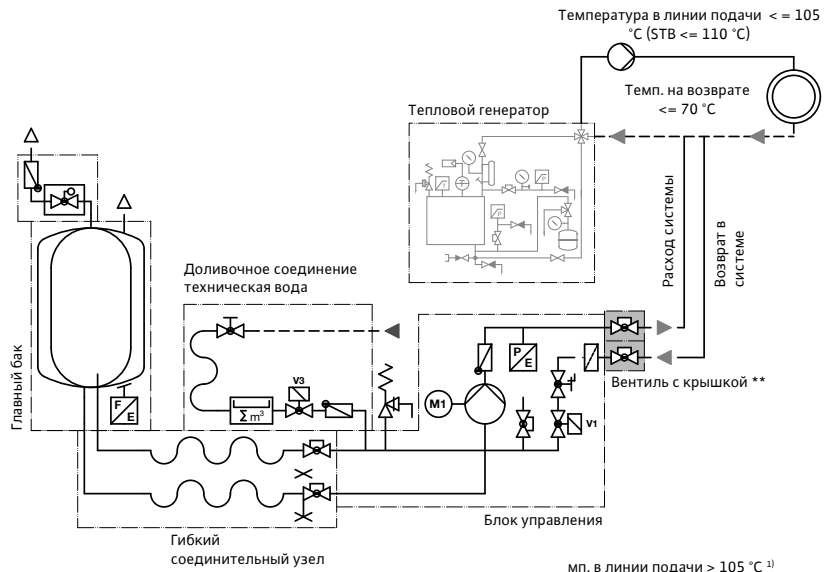 Температура в линии подачи < = 105
°C (STB <= 110 °C)
Темп. на возврате
<= 70 °C
Тепловой генератор
Расход системы
Возврат в
системе
Доливочное соединение
техническая вода
Главный бак
F
E
Σ m³
V3
M1
P
E
V1
Вентиль с крышкой **
Блок управления
Гибкий
соединительный узел
мп. в линии подачи > 105 °C ¹⁾